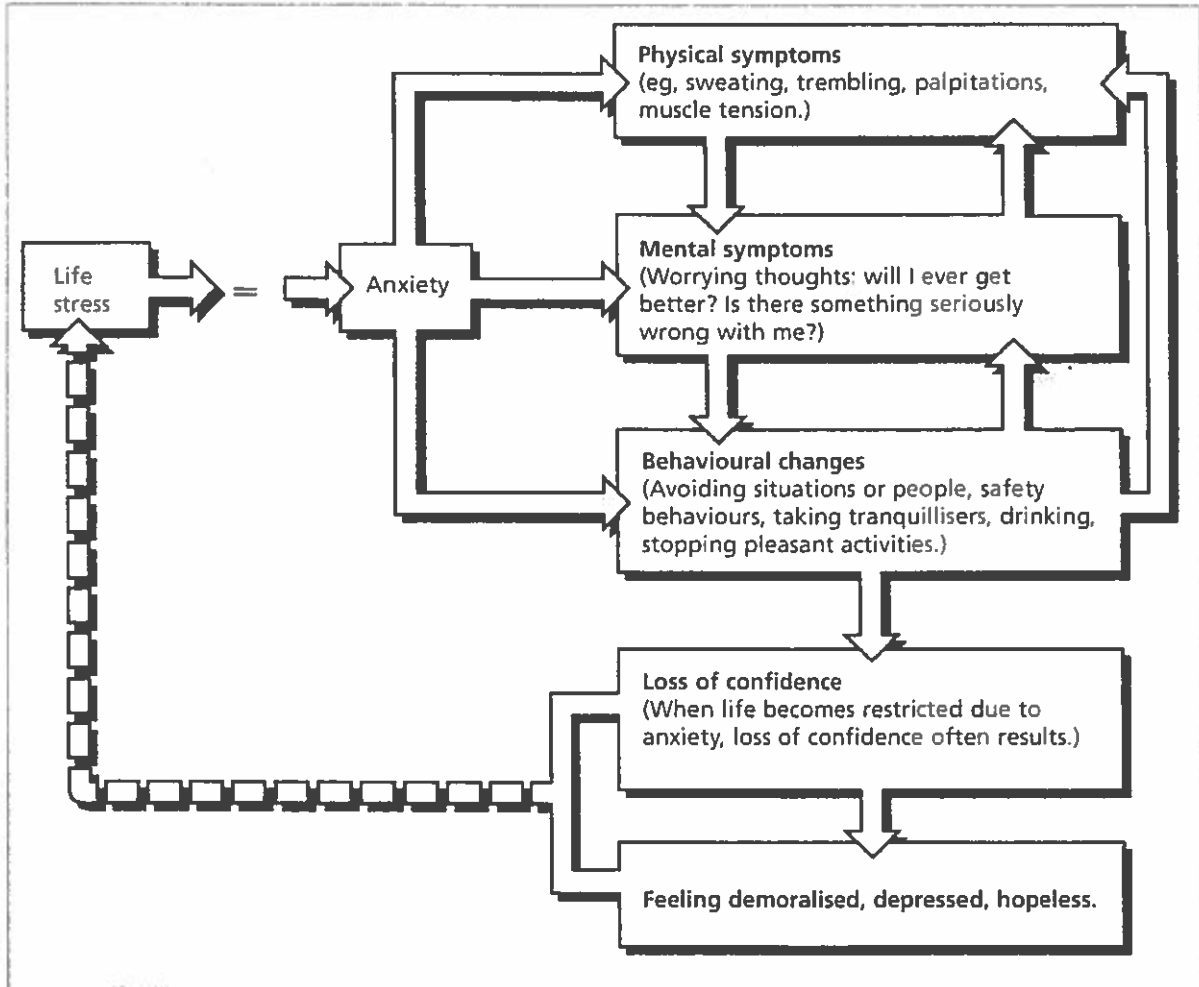 Physical symptoms
(eg, sweating, trembling, palpitations,
muscle tension.)
Life
stress
=
Anxiety
Mental symptoms
(Worrying thoughts: will I ever get
better? Is there something seriously
wrong with me?)
Behavioural changes
(Avoiding situations or people, safety
behaviours, taking tranquillisers, drinking,
stopping pleasant activities.)
Loss of confidence
(When life becomes restricted due to
anxiety, loss of confidence often results.)
Feeling demoralised, depressed, hopeless.